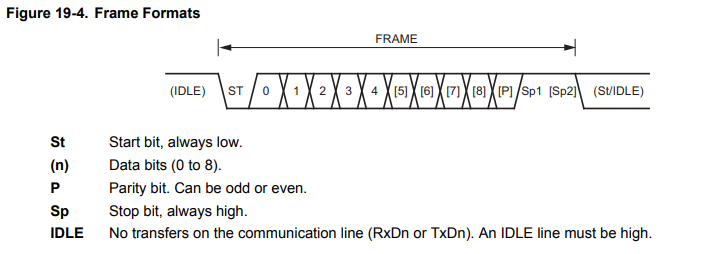 Figure 19-4. Frame Formats
FRAME
(IDLE) ST 0 1 2 3 4 [5] [6] [7] [8] [P] Sp1 [Sp2] (St/IDLE)
St Start bit, always low.
(n) Data bits (0 to 8).
P Parity bit. Can be odd or even.
Sp Stop bit, always high.
IDLE No transfers on the communication line (RxDn or TxDn). An IDLE line must be high.